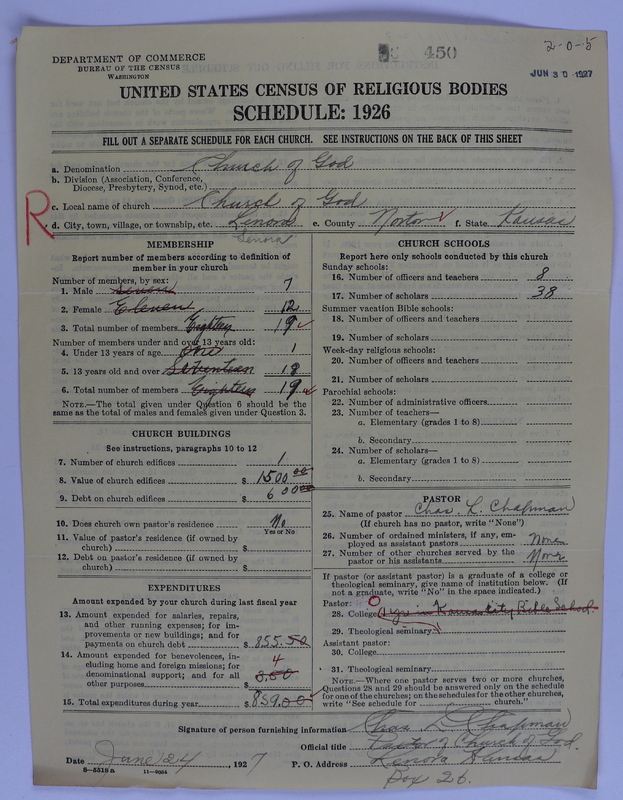 450
2-0-5
DEPARTMENT OF COMMERCE
BUREAU OF THE CENSUS
WASHINGTON
JUN 30 1927
UNITED STATES CENSUS OF RELIGIOUS BODIES
SCHEDULE: 1926
FILL OUT A SEPARATE SCHEDULE FOR EACH CHURCH. SEE INSTRUCTIONS ON THE BACK OF THIS SHEET
a. Denomination Church of God
b. Division (Association, Conference,
Diocese, Presbytery, Synod, etc.)
R
c. Local name of church Church of God
d. City, town, village, or township, etc. Lenora e. County Norton f. State Kansas
Lenora
MEMBERSHIP
Report number of members according to definition of
member in your church
Number of members, by sex:
1. Male Seven 7
2. Female Eleven 12
3. Total number of members Eighteen 19
Number of members under and over 13 years old:
4. Under 13 years of age one 1
5. 13 years old and over Seventeen 18
6. Total number of members Eighteen 19
NOTE.—The total given under Question 6 should be the
same as the total of males and females given under Question 3.
CHURCH BUILDINGS
See instructions, paragraphs 10 to 12
7. Number of church edifices 1
8. Value of church edifices $ 1500 00
9. Debt on church edifices $ 600 00
10. Does church own pastor's residence No
Yes or No
11. Value of pastor's residence (if owned by
church) $
12. Debt on pastor's residence (if owned by
church) $
EXPENDITURES
Amount expended by your church during last fiscal year
13. Amount expended for salaries, repairs,
and other running expenses; for im-
provements or new buildings; and for
payments on church debt $ 855.50
14. Amount expended for benevolences, in-
cluding home and foreign missions; for
denominational support; and for all
other purposes $ 3.50
4
15. Total expenditures during year $ 859.00
CHURCH SCHOOLS
Report here only schools conducted by this church
Sunday schools:
16. Number of officers and teachers 8
17. Number of scholars 38
Summer vacation Bible schools:
18. Number of officers and teachers
19. Number of scholars
Week-day religious schools:
20. Number of officers and teachers
21. Number of scholars
Parochial schools:
22. Number of administrative officers
23. Number of teachers—
a. Elementary (grades 1 to 8)
b. Secondary
24. Number of scholars—
a. Elementary (grades 1 to 8)
b. Secondary
PASTOR
25. Name of pastor Chas. L. Chapman
(If church has no pastor, write "None")
26. Number of ordained ministers, if any, em-
ployed as assistant pastors None
27. Number of other churches served by the
pastor or his assistants None
If pastor (or assistant pastor) is a graduate of a college or
theological seminary, give name of institution below. (If
not a graduate, write "No" in the space indicated.)
Pastor:
28. College 2 yrs in Kansas City Bible School
29. Theological seminary
Assistant pastor:
30. College
31. Theological seminary
NOTE.—Where one pastor serves two or more churches,
Questions 28 and 29 should be answered only on the schedule
for one of the churches; on the schedules for the other churches,
write "See schedule for church."
Signature of person furnishing information Chas L. Chapman
Official title Pastor of Church of God.
Date June 24, 1927 P. O. Address Lenora Kansas
Box 26.
8-5518a 11-9054